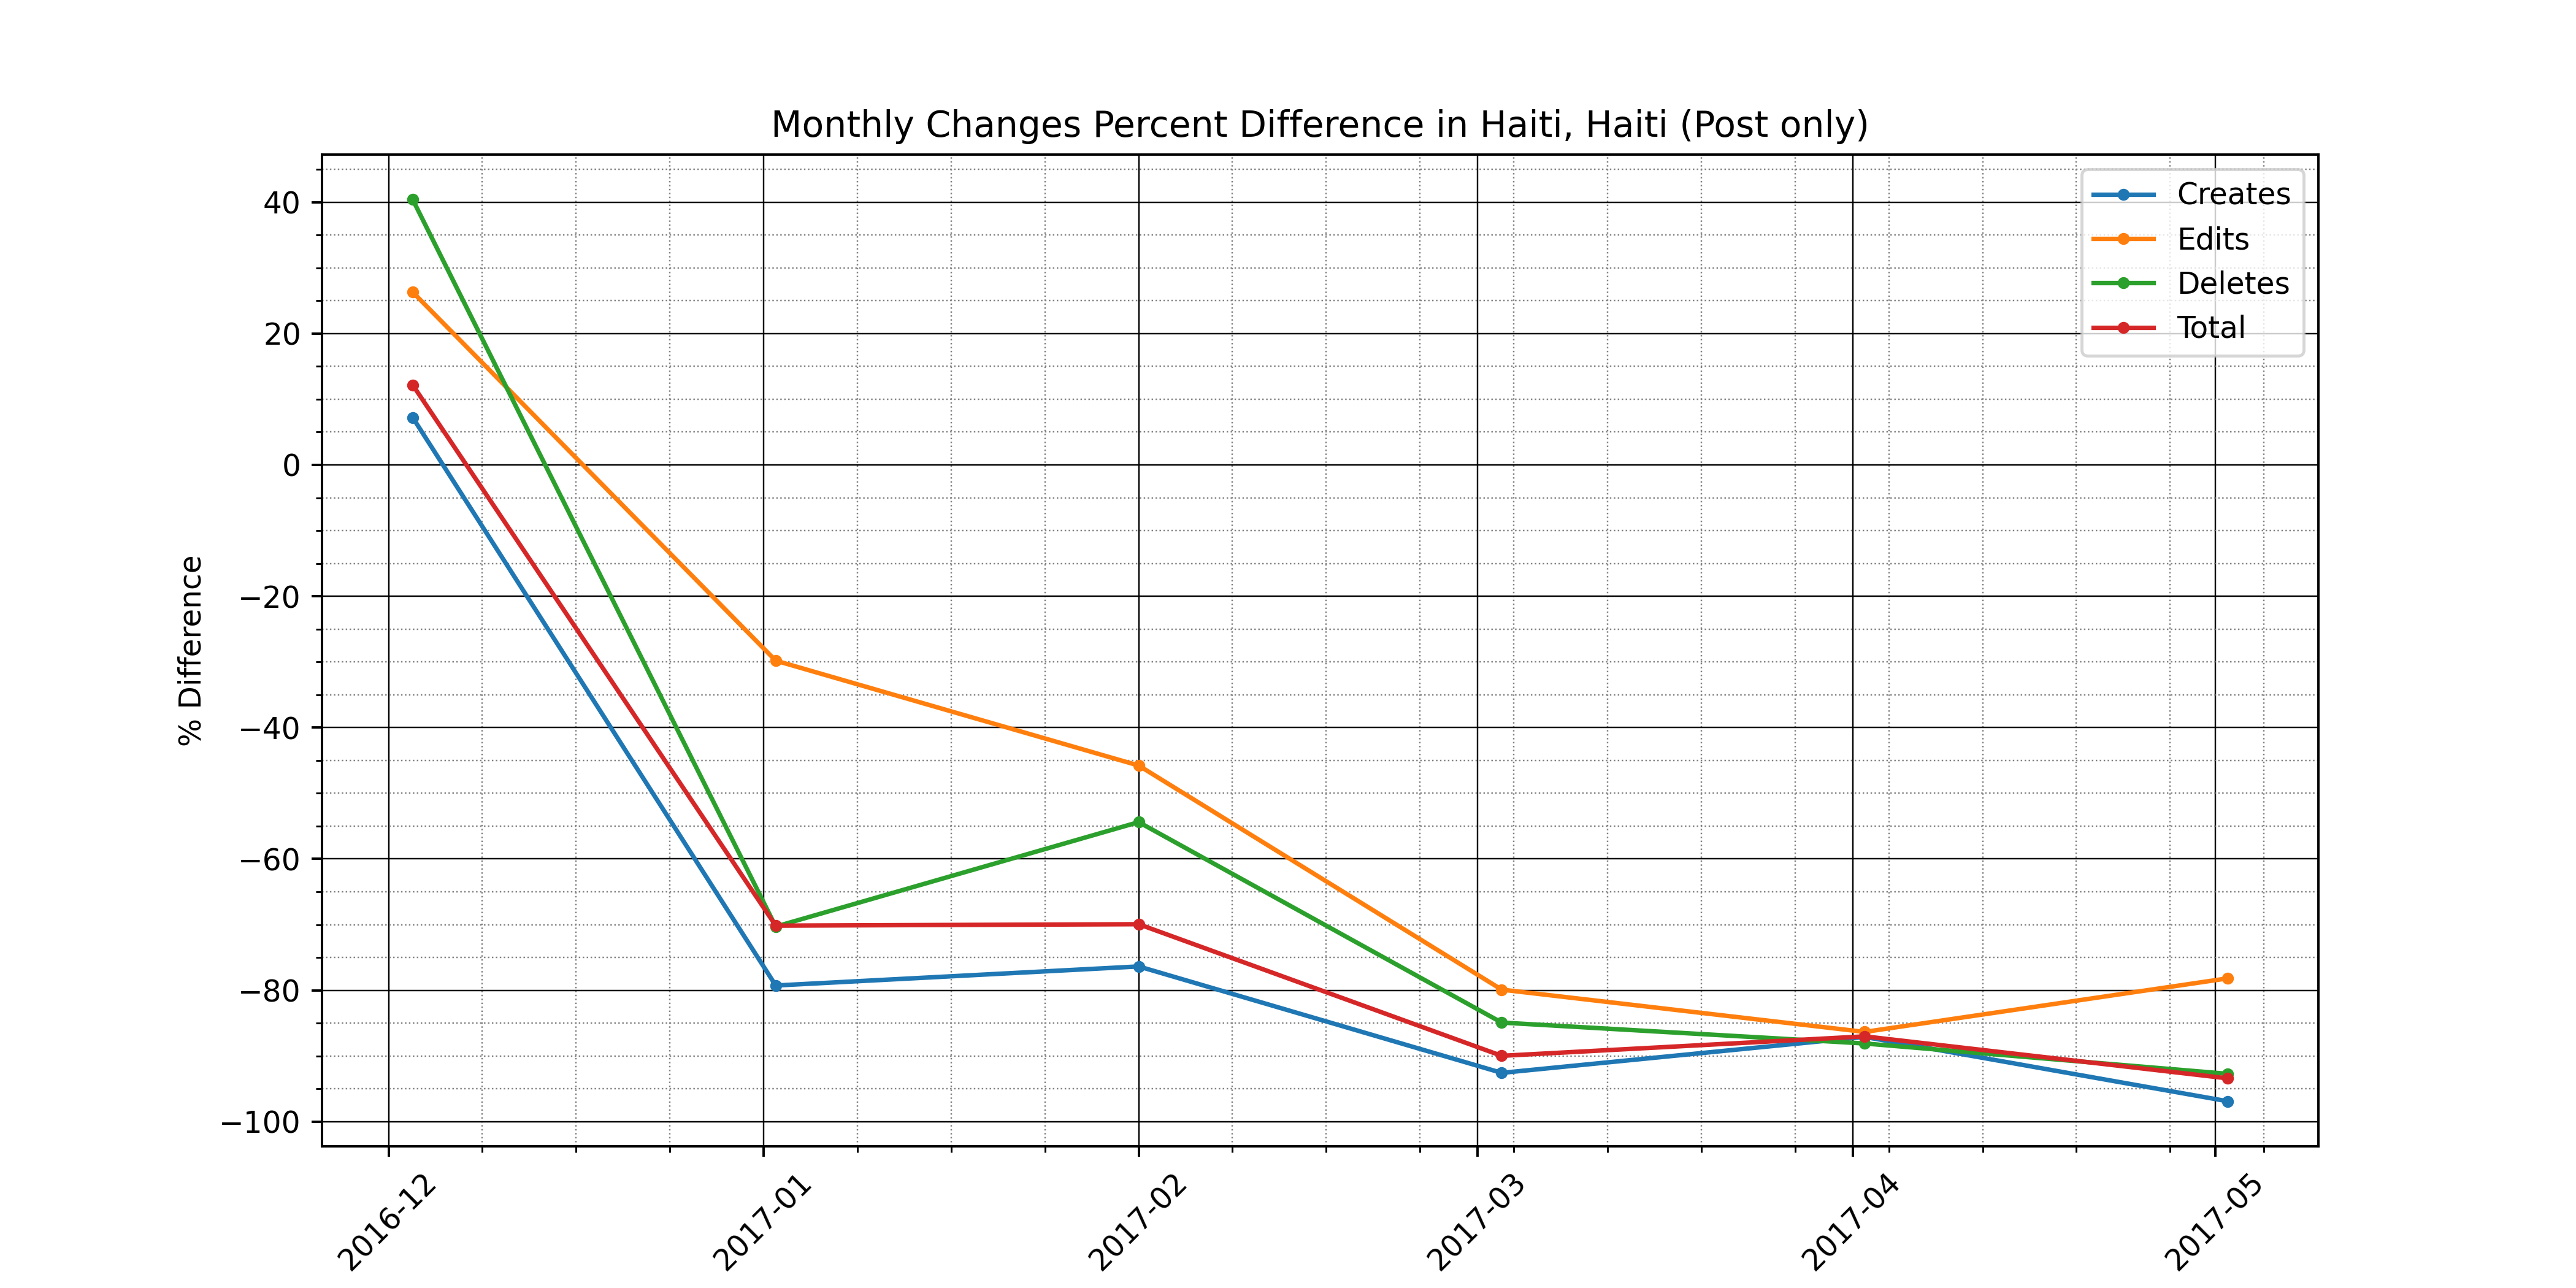 Monthly Changes Percent Difference in Haiti, Haiti (Post only)
Creates
Edits
Deletes
Total
% Difference
40
20
0
−20
−40
−60
−80
−100
2016-12
2017-01
2017-02
2017-03
2017-04
2017-05